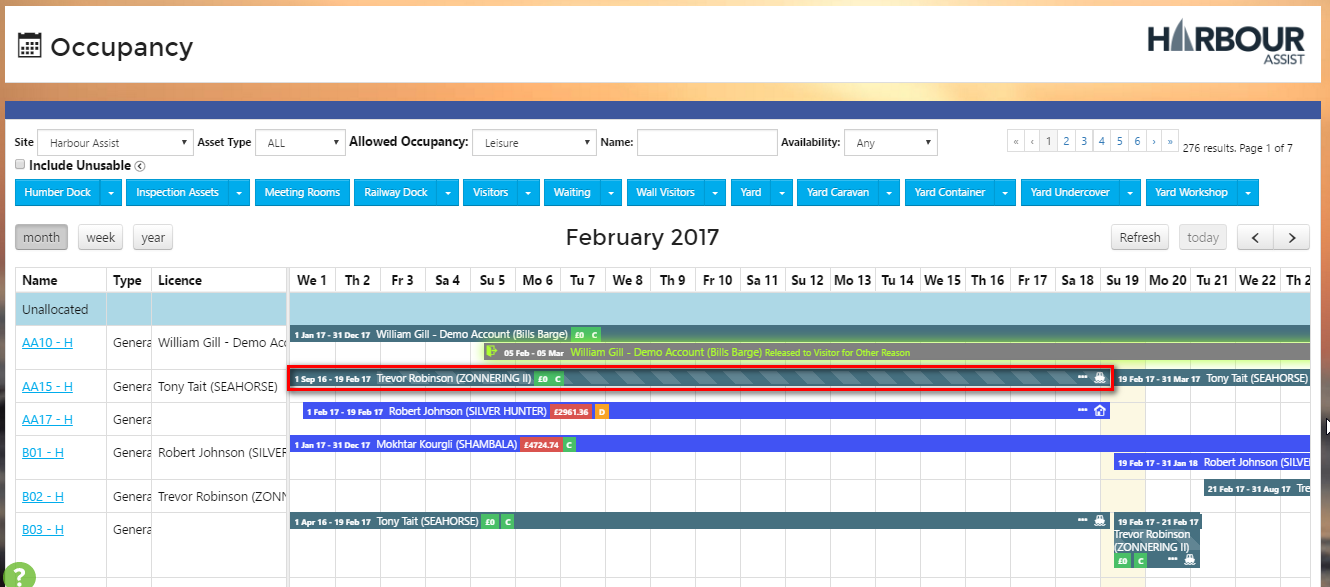 Occupancy
HARBOUR
ASSIST
Site Harbour Assist Asset Type ALL Allowed Occupancy: Leisure Name: Availability: Any « ‹ 1 2 3 4 5 6 › » 276 results. Page 1 of 7
Include Unusable
Humber Dock Inspection Assets Meeting Rooms Railway Dock Visitors Waiting Wall Visitors Yard Yard Caravan Yard Container Yard Undercover Yard Workshop
month week year February 2017 Refresh today < >
Name Type Licence We 1 Th 2 Fr 3 Sa 4 Su 5 Mo 6 Tu 7 We 8 Th 9 Fr 10 Sa 11 Su 12 Mo 13 Tu 14 We 15 Th 16 Fr 17 Sa 18 Su 19 Mo 20 Tu 21 We 22 Th 2
Unallocated
1 Jan 17 - 31 Dec 17 William Gill - Demo Account (Bills Barge) £0 C
AA10 - H Genera William Gill - Demo Acc
05 Feb - 05 Mar William Gill - Demo Account (Bills Barge) Released to Visitor for Other Reason
1 Sep 16 - 19 Feb 17 Trevor Robinson (ZONNERING II) £0 C ••• 19 Feb 17 - 31 Mar 17 Tony Tait (SEAHORSE)
AA15 - H Genera Tony Tait (SEAHORSE)
1 Feb 17 - 19 Feb 17 Robert Johnson (SILVER HUNTER) £2961.36 D •••
AA17 - H Genera
1 Jan 17 - 31 Dec 17 Mokhtar Kourgli (SHAMBALA) £4724.74 C
B01 - H Genera Robert Johnson (SILVER
19 Feb 17 - 31 Jan 18 Robert Johnson (SILVE
21 Feb 17 - 31 Aug 17 Tre
B02 - H Genera Trevor Robinson (ZONN
1 Apr 16 - 19 Feb 17 Tony Tait (SEAHORSE) £0 C ••• 19 Feb 17 - 21 Feb 17
B03 - H Genera
Trevor Robinson
(ZONNERING II)
£0 C •••
?